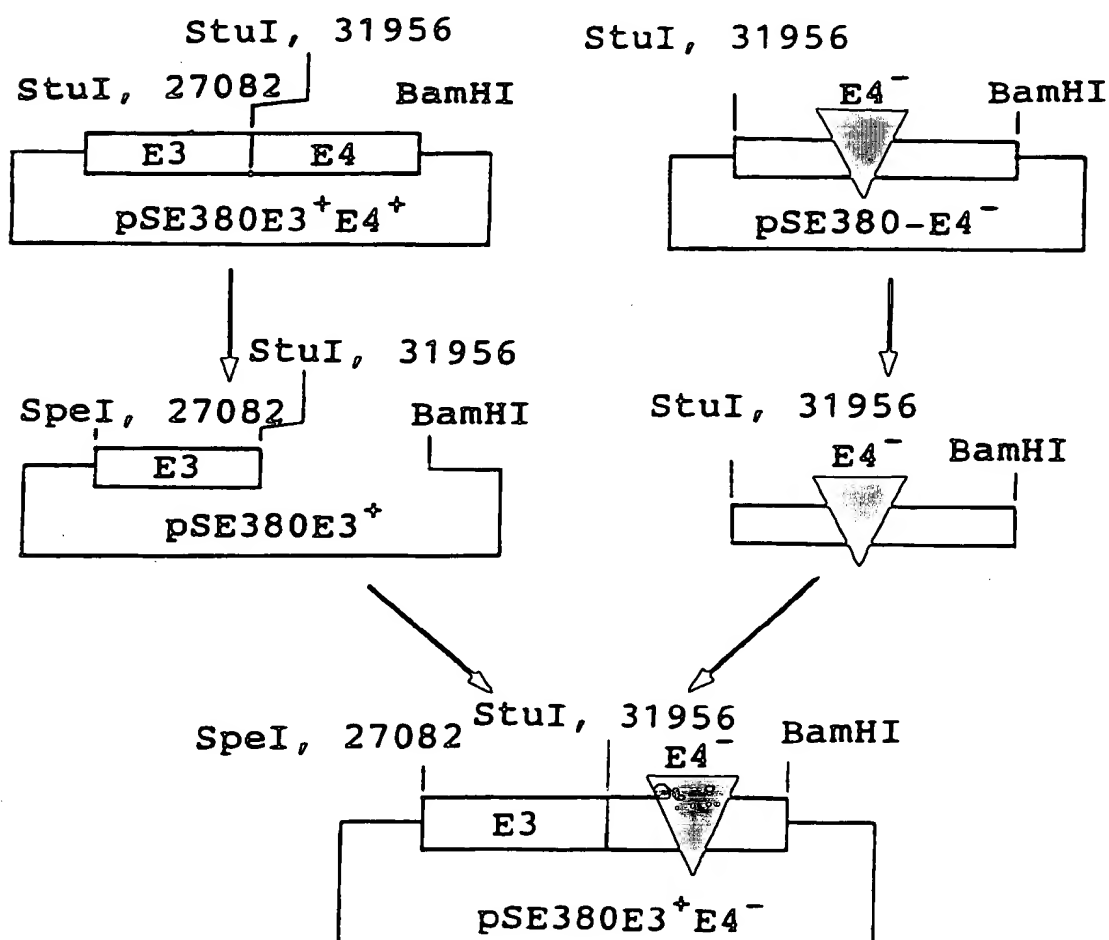 StuI, 31956
StuI, 27082
BamHI
E3
E4
pSE380E3⁺E4⁺
StuI, 31956
E4⁻
BamHI
pSE380-E4⁻
StuI, 31956
SpeI, 27082
BamHI
E3
pSE380E3⁺
StuI, 31956
E4⁻
BamHI
StuI, 31956
SpeI, 27082
BamHI
E4⁻
E3
pSE380E3⁺E4⁻